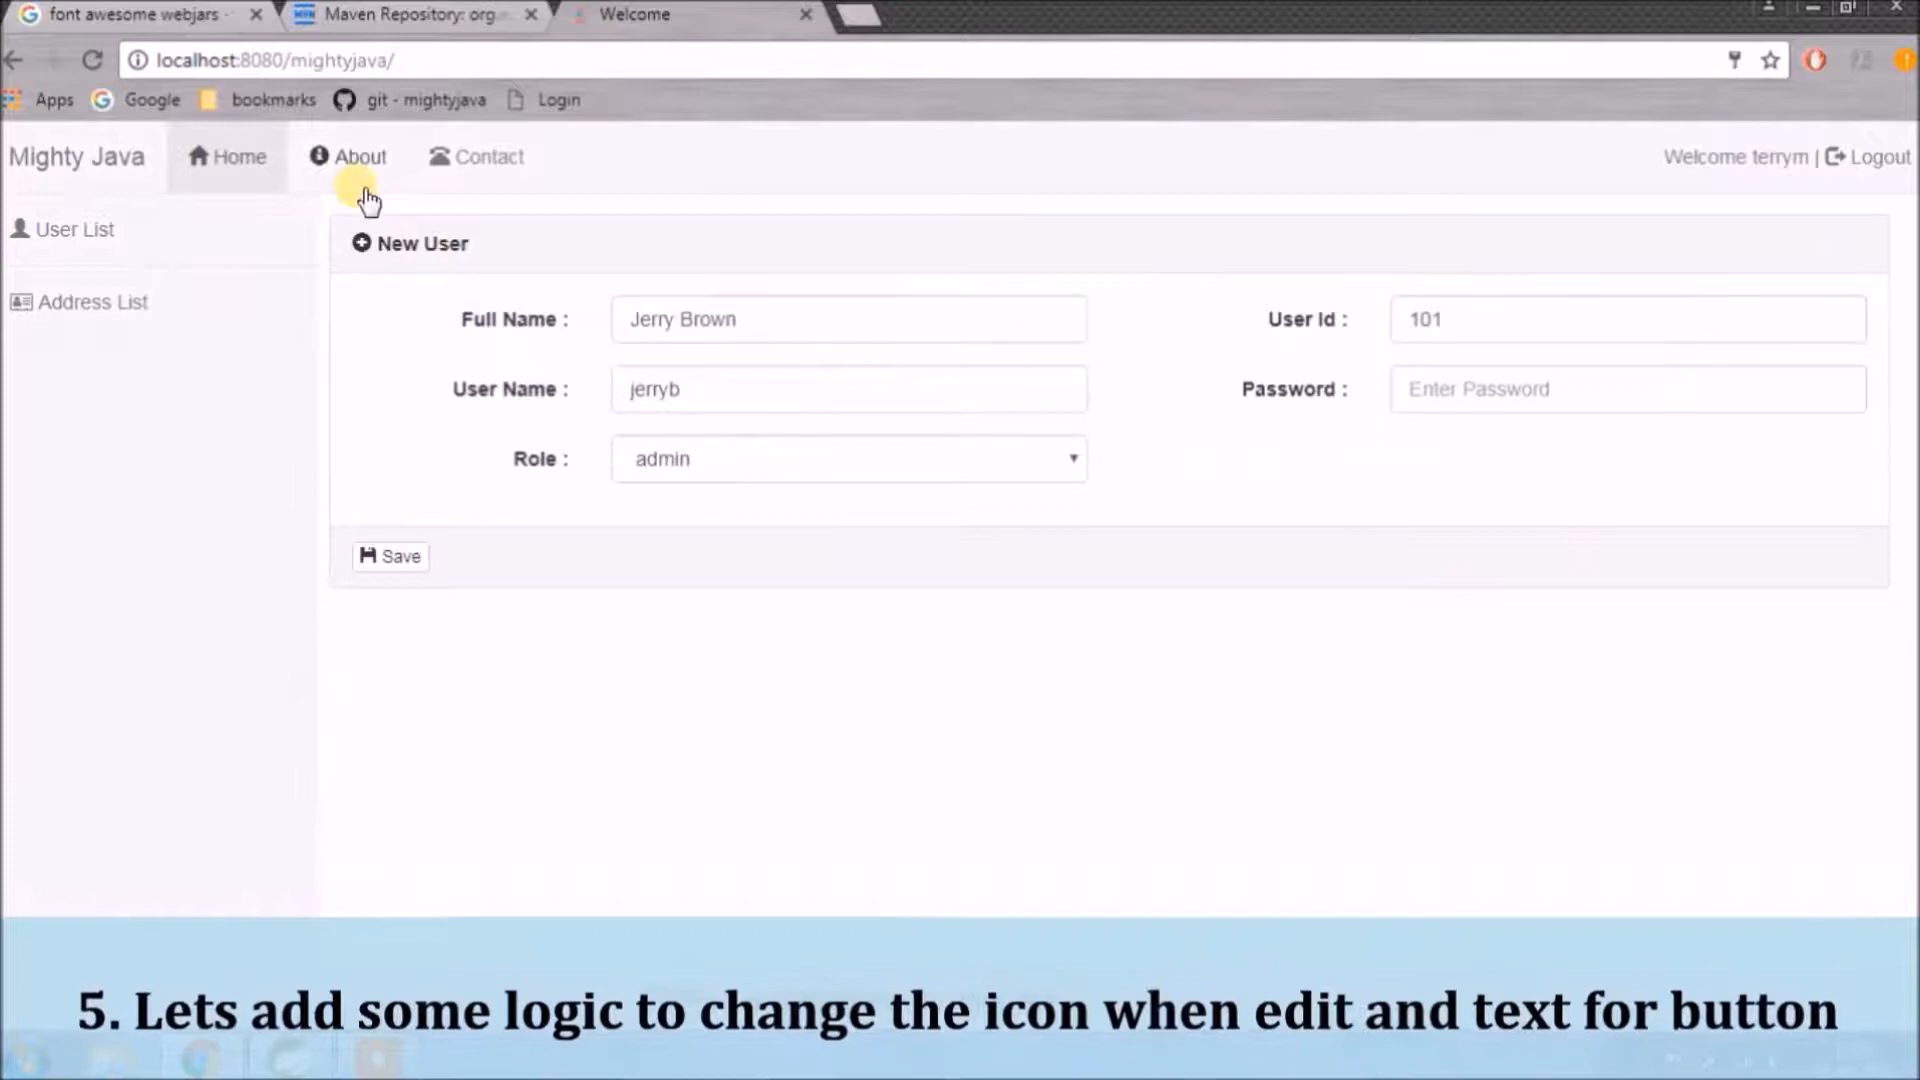 font awesome webjars -
Maven Repository: org
Welcome
localhost:8080/mightyjava/
Apps
Google
bookmarks
git - mightyjava
Login
Mighty Java
Home
About
Contact
Welcome terrym |
Logout
User List
Address List
New User
Full Name :
Jerry Brown
User Id :
101
User Name :
jerryb
Password :
Enter Password
Role :
admin
Save
5. Lets add some logic to change the icon when edit and text for button